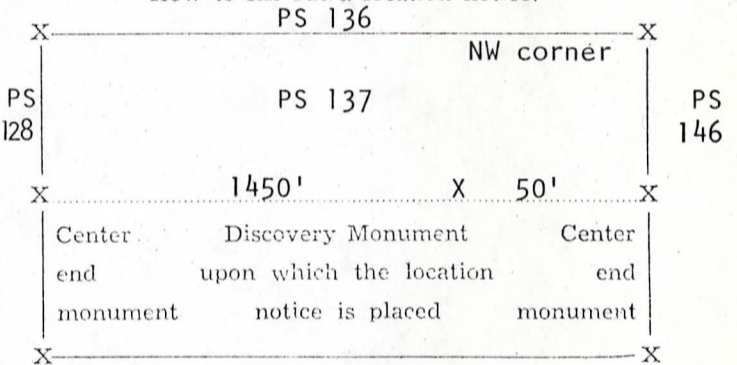 PS 136
X X
NW corner
PS 128
PS 137
PS 146
X 1450' X 50' X
Center Discovery Monument Center
end upon which the location end
monument notice is placed monument
X X